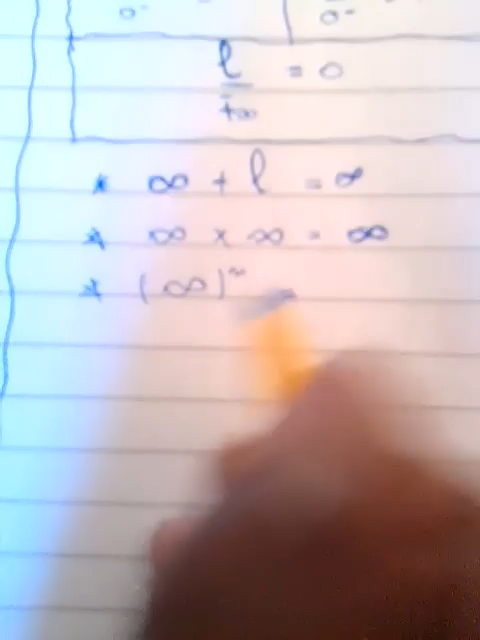 0- 0-
l/±∞ = 0
* ∞ + l = ∞
* ∞ × ∞ = ∞
* (∞)ⁿ =